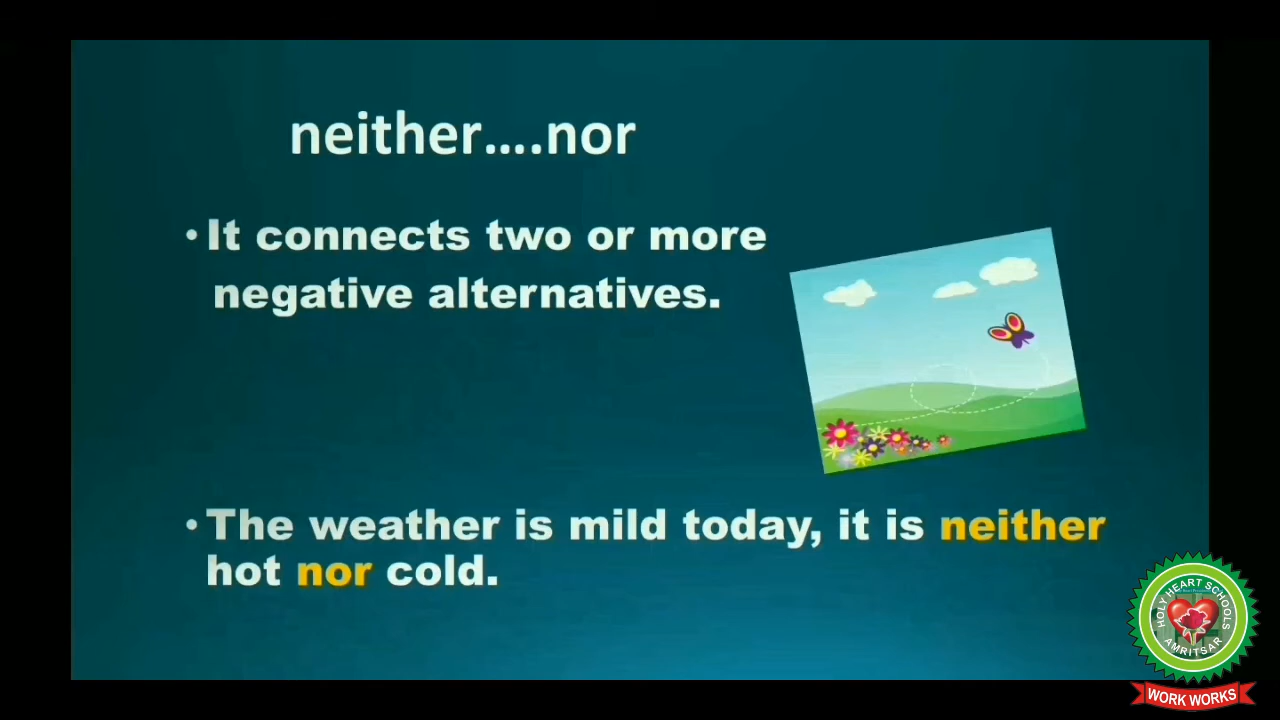 neither....nor
• It connects two or more
negative alternatives.
• The weather is mild today, it is neither
hot nor cold.
HOLY HEART SCHOOLS
AMRITSAR
WORK WORKS